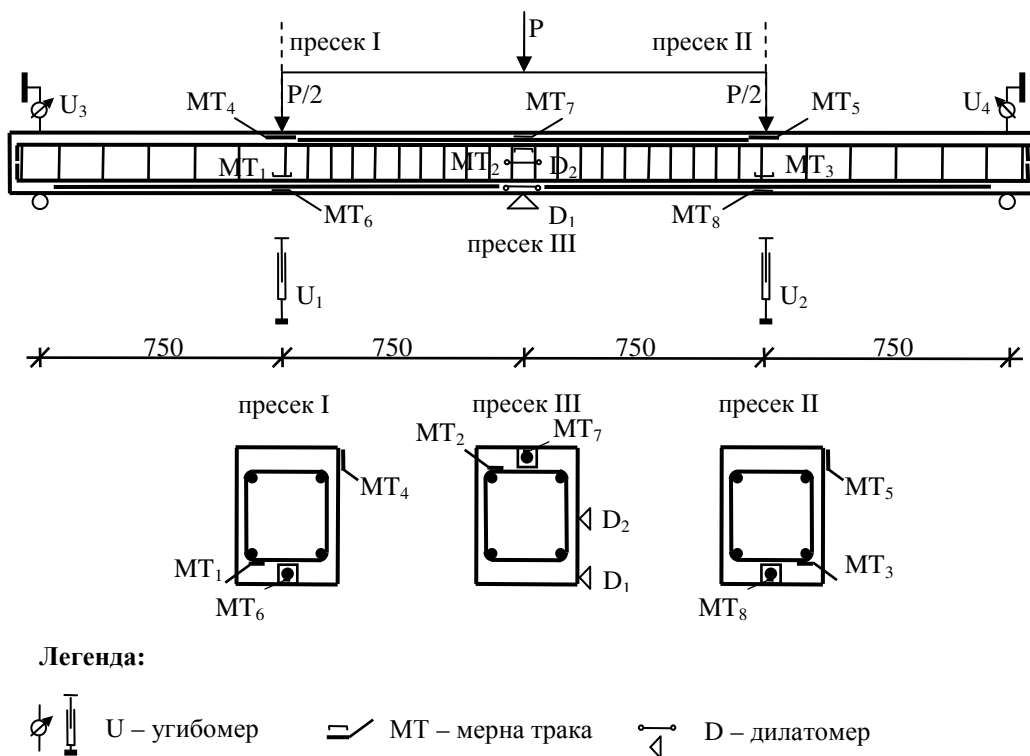 P
пресек I
пресек II
U₃
MT₄
P/2
MT₇
P/2
MT₅
U₄
MT₁
MT₂
D₂
MT₃
MT₆
D₁
MT₈
пресек III
U₁
U₂
750
750
750
750
пресек I
пресек III
пресек II
MT₂
MT₇
MT₄
MT₅
D₂
MT₁
D₁
MT₃
MT₆
MT₈
Легенда:
U – угибомер
МТ – мерна трака
D – дилатомер